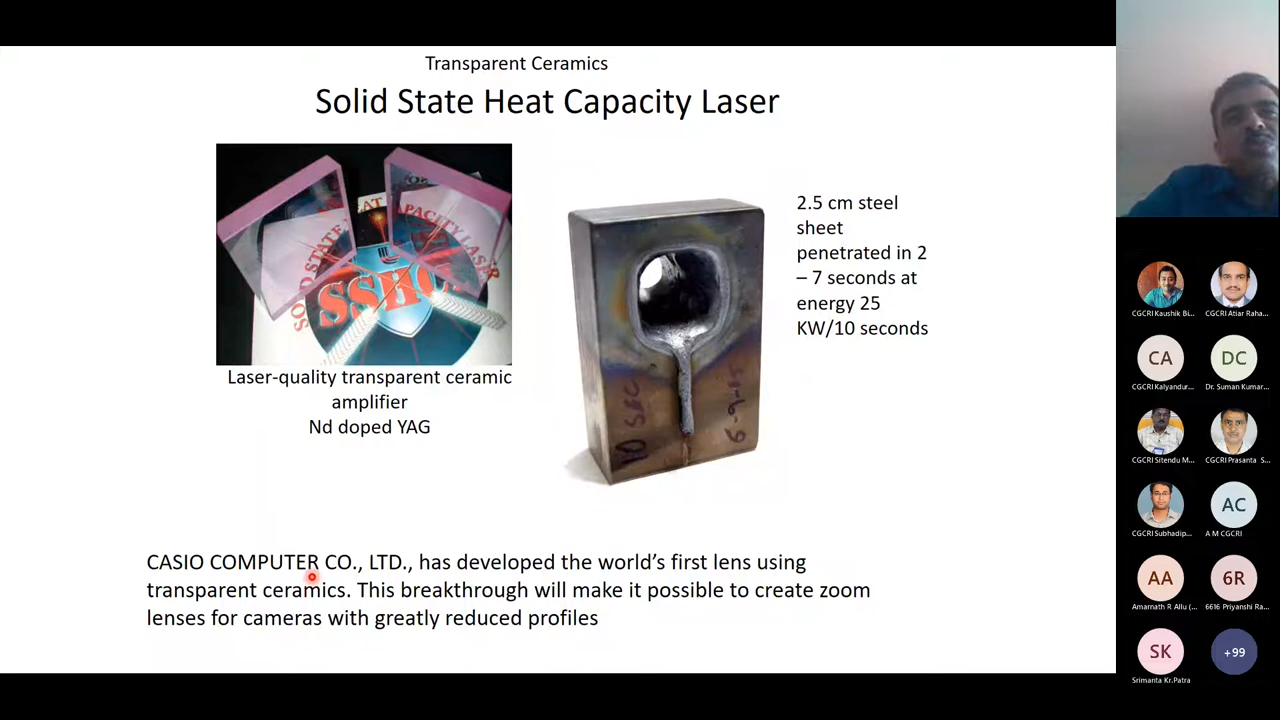 Transparent Ceramics
Solid State Heat Capacity Laser
SSHC
Laser-quality transparent ceramic
amplifier
Nd doped YAG
10 SEC
2.5 cm steel
sheet
penetrated in 2
– 7 seconds at
energy 25
KW/10 seconds
CASIO COMPUTER CO., LTD., has developed the world’s first lens using
transparent ceramics. This breakthrough will make it possible to create zoom
lenses for cameras with greatly reduced profiles
CGCRI Kaushik Bi...
CGCRI Atiar Raha...
CA
DC
CGCRI Kalyandur...
Dr. Suman Kumar...
CGCRI Sitendu M...
CGCRI Prasanta S...
AC
CGCRI Subhadip...
A M CGCRI
AA
6R
Amarnath R Allu (...
6616 Priyanshi Ra...
SK
+99
Srimanta Kr.Patra